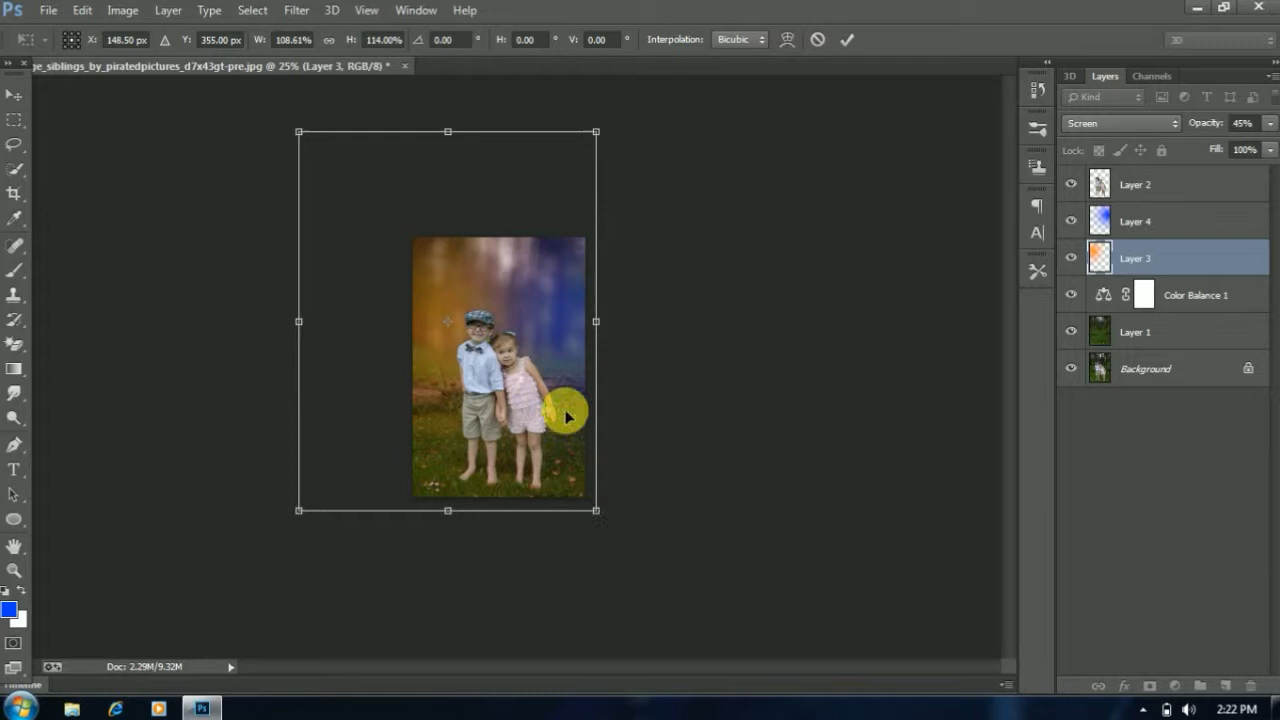 Ps File Edit Image Layer Type Select Filter 3D View Window Help
X: 148.50 px Y: 355.00 px W: 108.61% H: 114.00% 0.00 ° H: 0.00 ° V: 0.00 ° Interpolation: Bicubic 3D
ge_siblings_by_piratedpictures_d7x43gt-pre.jpg @ 25% (Layer 3, RGB/8) * ×
3D Layers Channels
Kind
Screen Opacity: 45%
Lock: Fill: 100%
Layer 2
Layer 4
Layer 3
Color Balance 1
Layer 1
Background
Doc: 2.29M/9.32M
Ps 2:22 PM